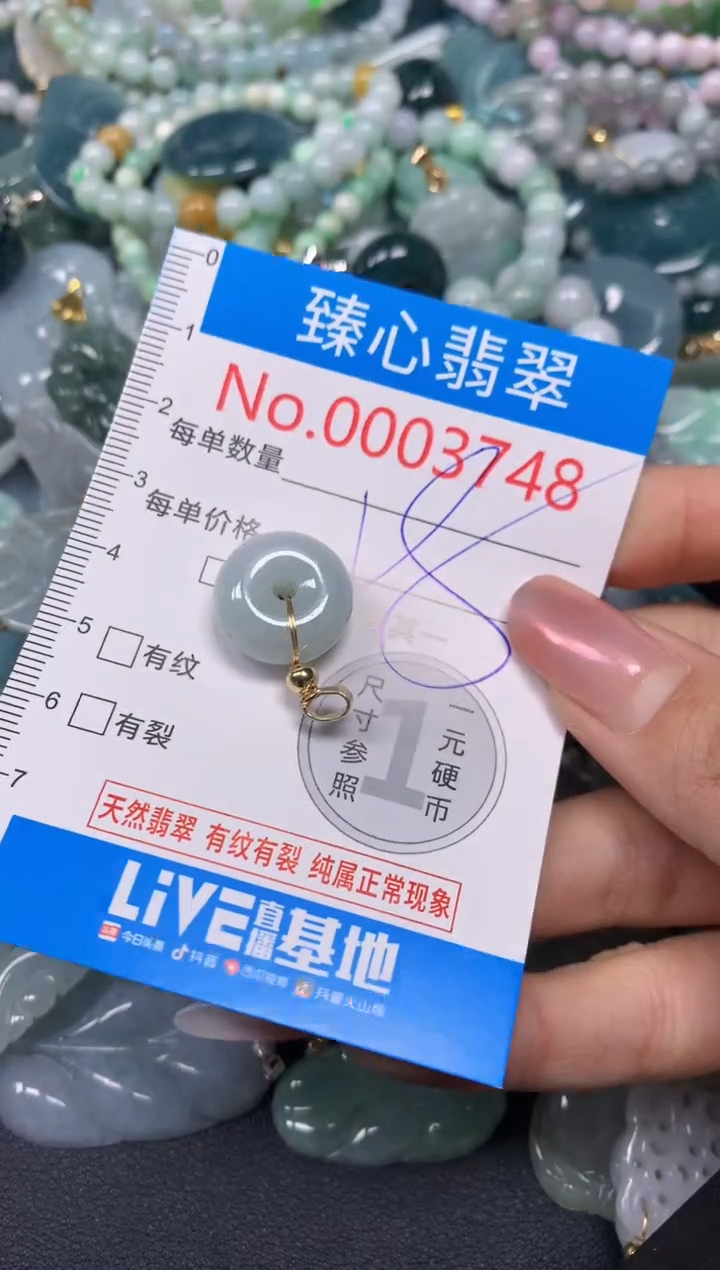 0
臻心翡翠
1
No.0003748
2
每单数量
3
每单价格
18
4
5
有纹
6
有裂
7
尺寸参照
1
一元硬币
天然翡翠 有纹有裂 纯属正常现象
LiVE直播基地
今日头条 抖音 抖音火山版